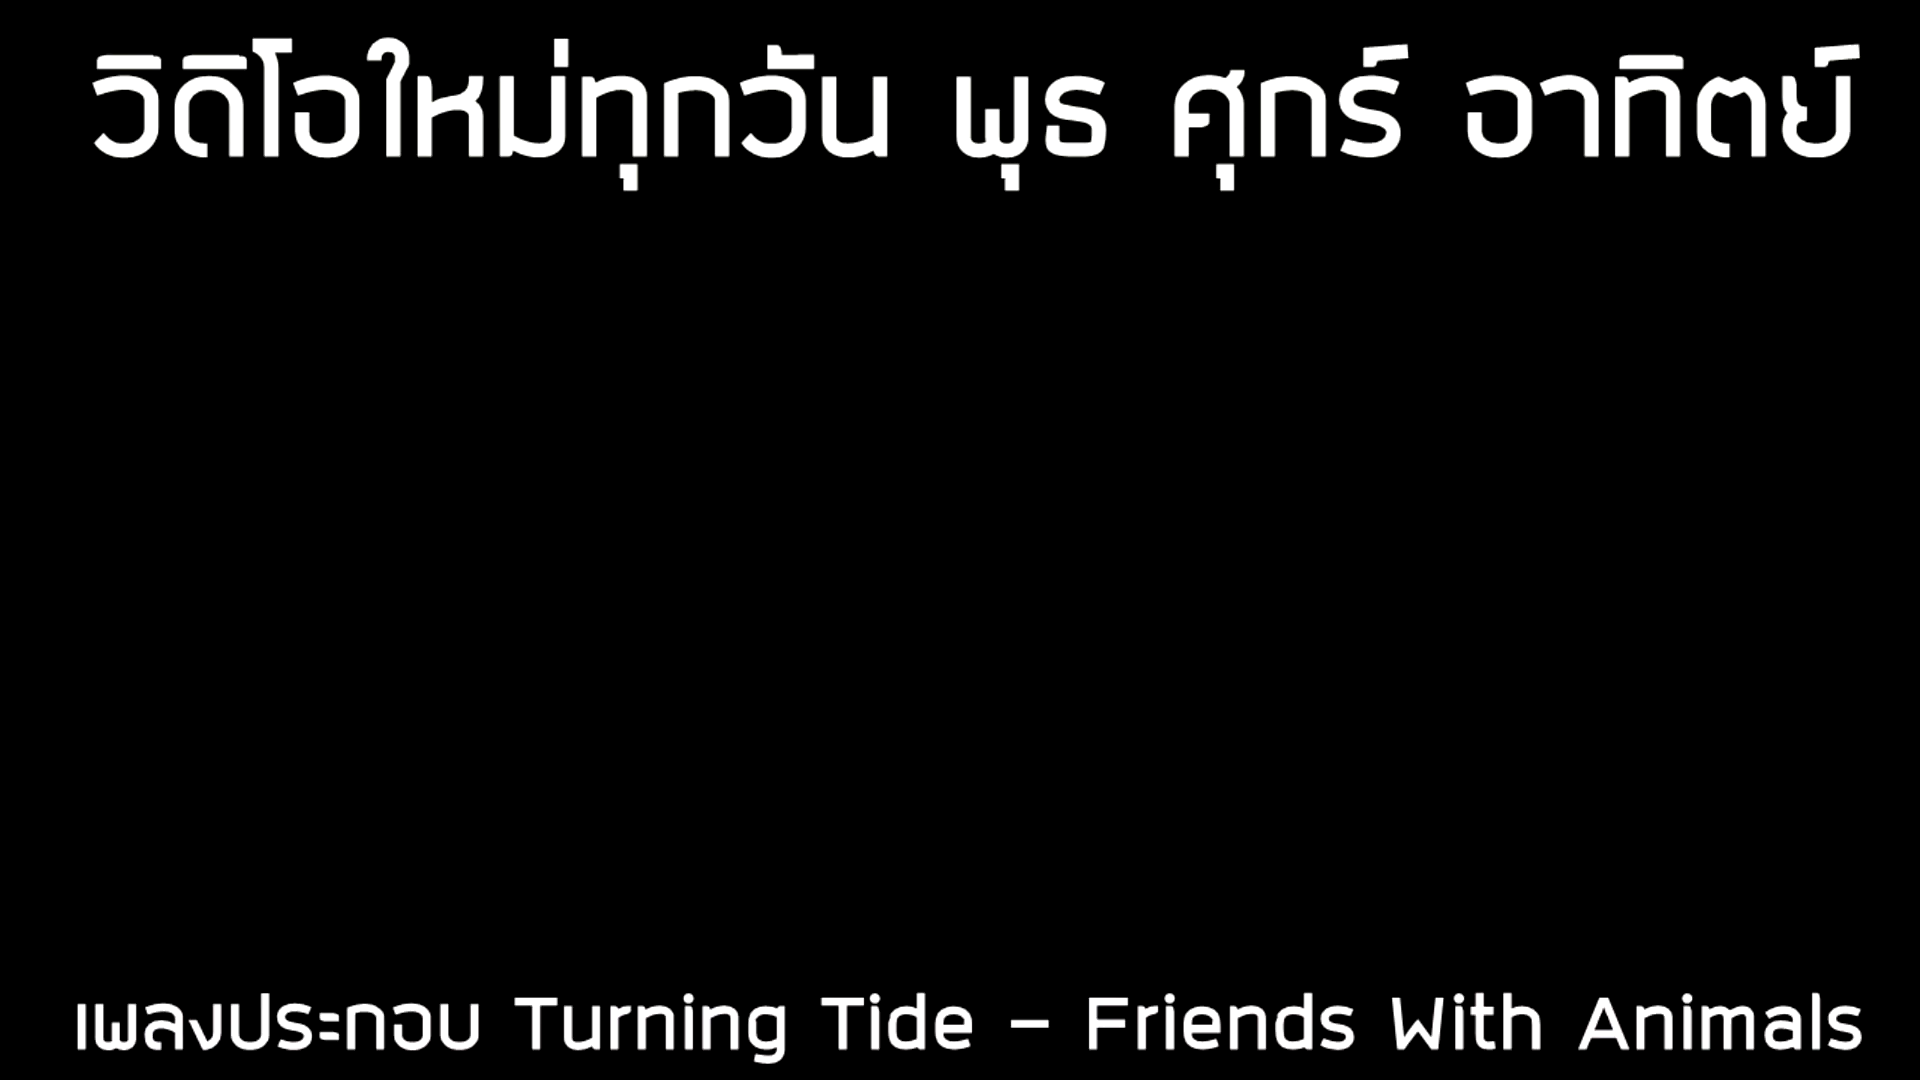 วิดิโอใหม่ทุกวัน พุธ ศุกร์ อาทิตย์
เพลงประกอบ Turning Tide – Friends With Animals